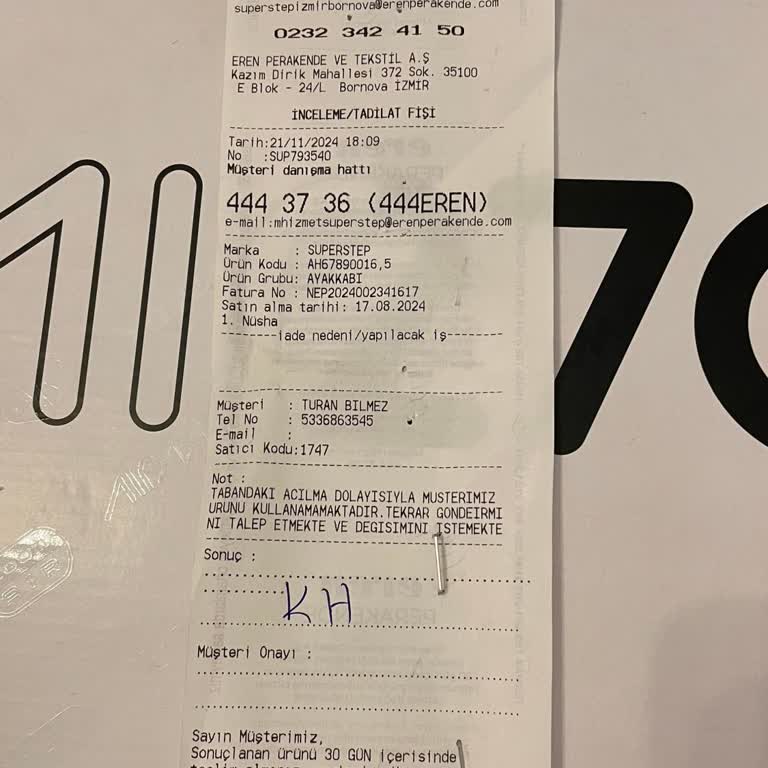 superstepizmirbornova@erenperakende.com
0232 342 41 50
EREN PERAKENDE VE TEKSTİL A.Ş
Kazım Dirik Mahallesi 372 Sok. 35100
E Blok - 24/L Bornova İZMİR
İNCELEME/TADİLAT FİŞİ
Tarih:21/11/2024 18:09
No :SUP793540
Müşteri danışma hattı
444 37 36 (444EREN)
e-mail:mhizmetsuperstep@erenperakende.com
Marka : SUPERSTEP
Ürün Kodu : AH67890016,5
Ürün Grubu: AYAKKABI
Fatura No : NEP2024002341617
Satın alma tarihi: 17.08.2024
1. Nüsha
--------iade nedeni/yapılacak iş--------
Müşteri : TURAN BILMEZ
Tel No : 5336863545
E-mail :
Satıcı Kodu:1747
Not :
TABANDAKI ACILMA DOLAYISIYLA MUSTERIMIZ
URUNU KULLANAMAMAKTADIR.TEKRAR GONDEIRMI
NI TALEP ETMEKTE VE DEGISIMINI ISTEMEKTE
Sonuç :
KH
Müşteri Onayı :
Sayın Müşterimiz,
Sonuçlanan ürünü 30 GÜN içerisinde